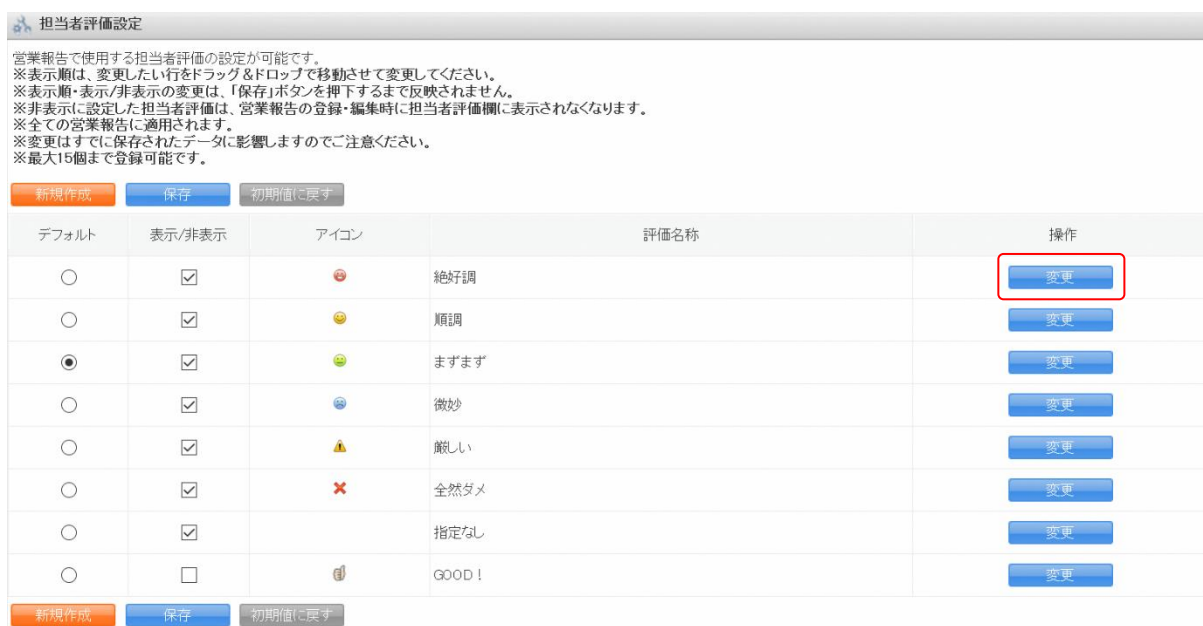 担当者評価設定
営業報告で使用する担当者評価の設定が可能です。
※表示順は、変更したい行をドラッグ&ドロップで移動させて変更してください。
※表示順・表示/非表示の変更は、「保存」ボタンを押下するまで反映されません。
※非表示に設定した担当者評価は、営業報告の登録・編集時に担当者評価欄に表示されなくなります。
※全ての営業報告に適用されます。
※変更はすでに保存されたデータに影響しますのでご注意ください。
※最大15個まで登録可能です。
新規作成 保存 初期値に戻す
デフォルト 表示/非表示 アイコン 評価名称 操作
絶好調 変更
順調 変更
まずまず 変更
微妙 変更
厳しい 変更
全然ダメ 変更
指定なし 変更
GOOD! 変更
新規作成 保存 初期値に戻す